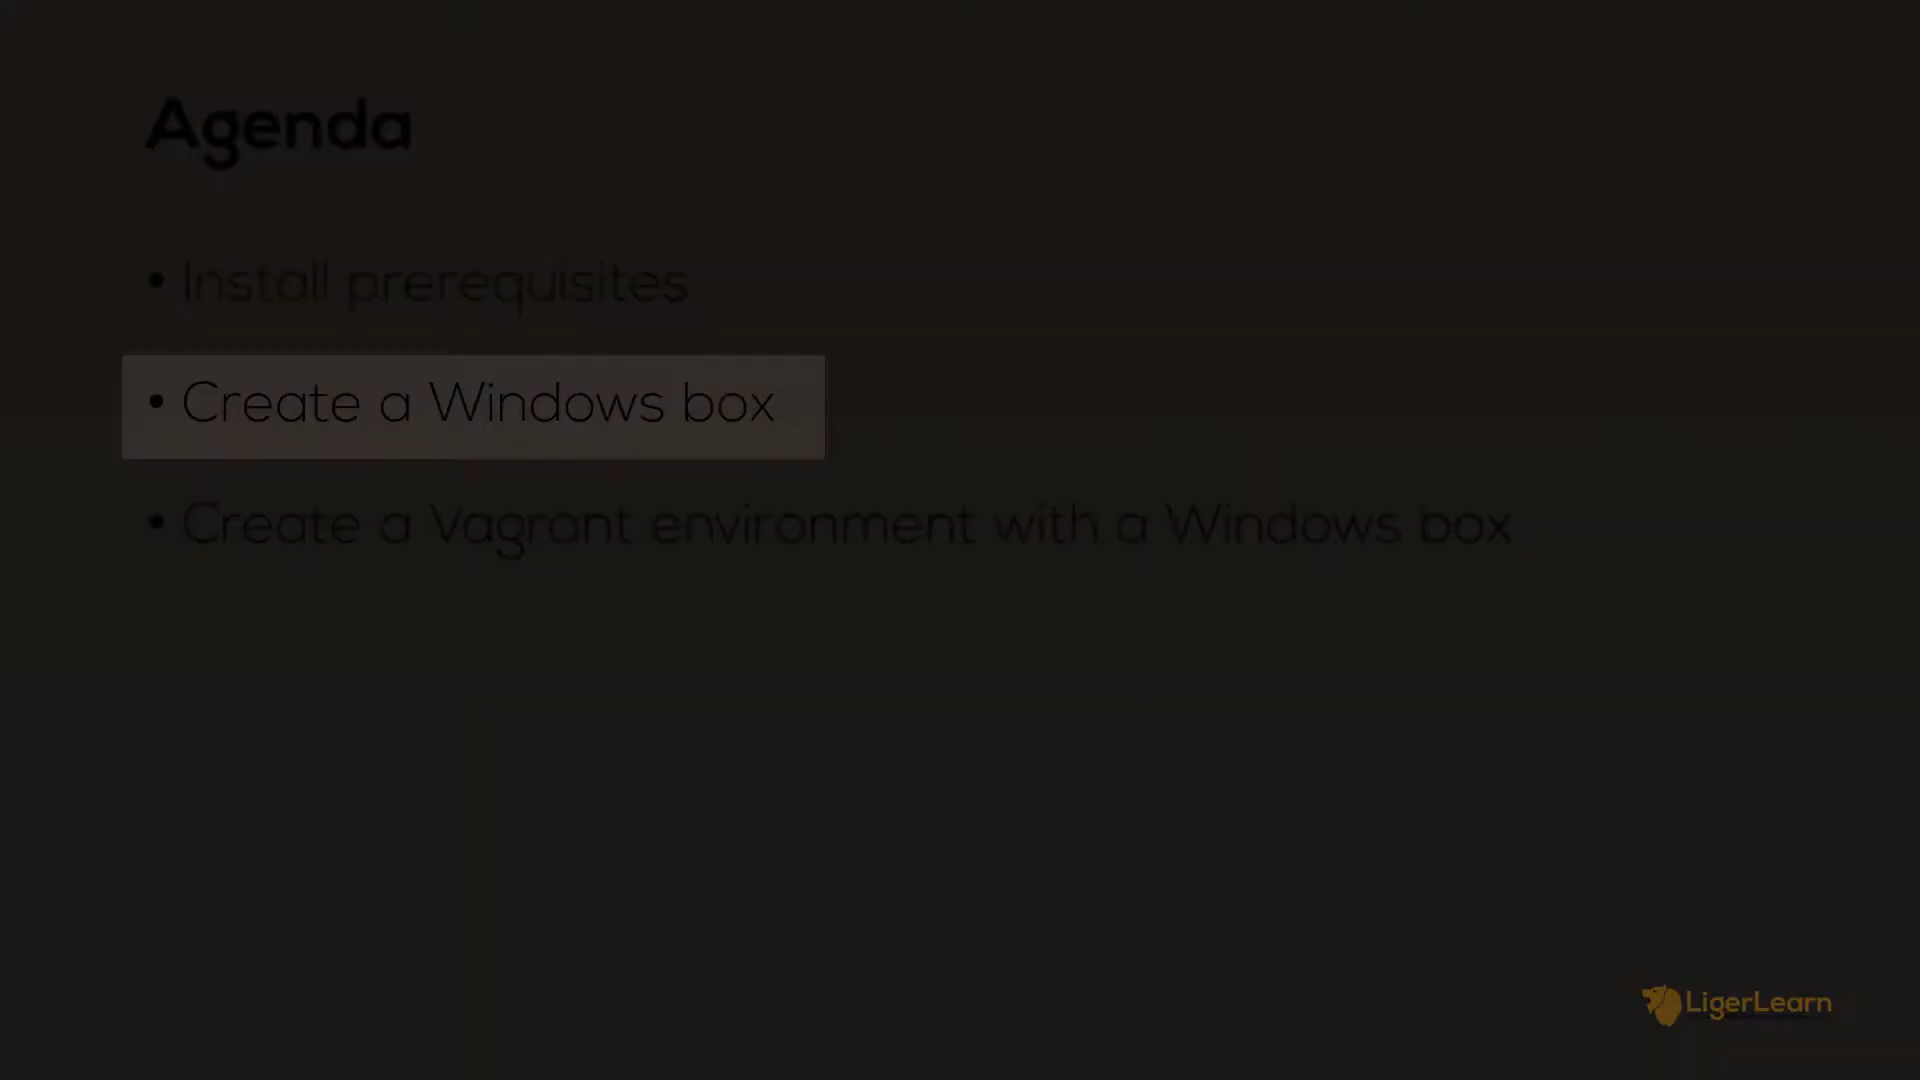 Agenda
• Install prerequisites
• Create a Windows box
• Create a Vagrant environment with a Windows box
LigerLearn